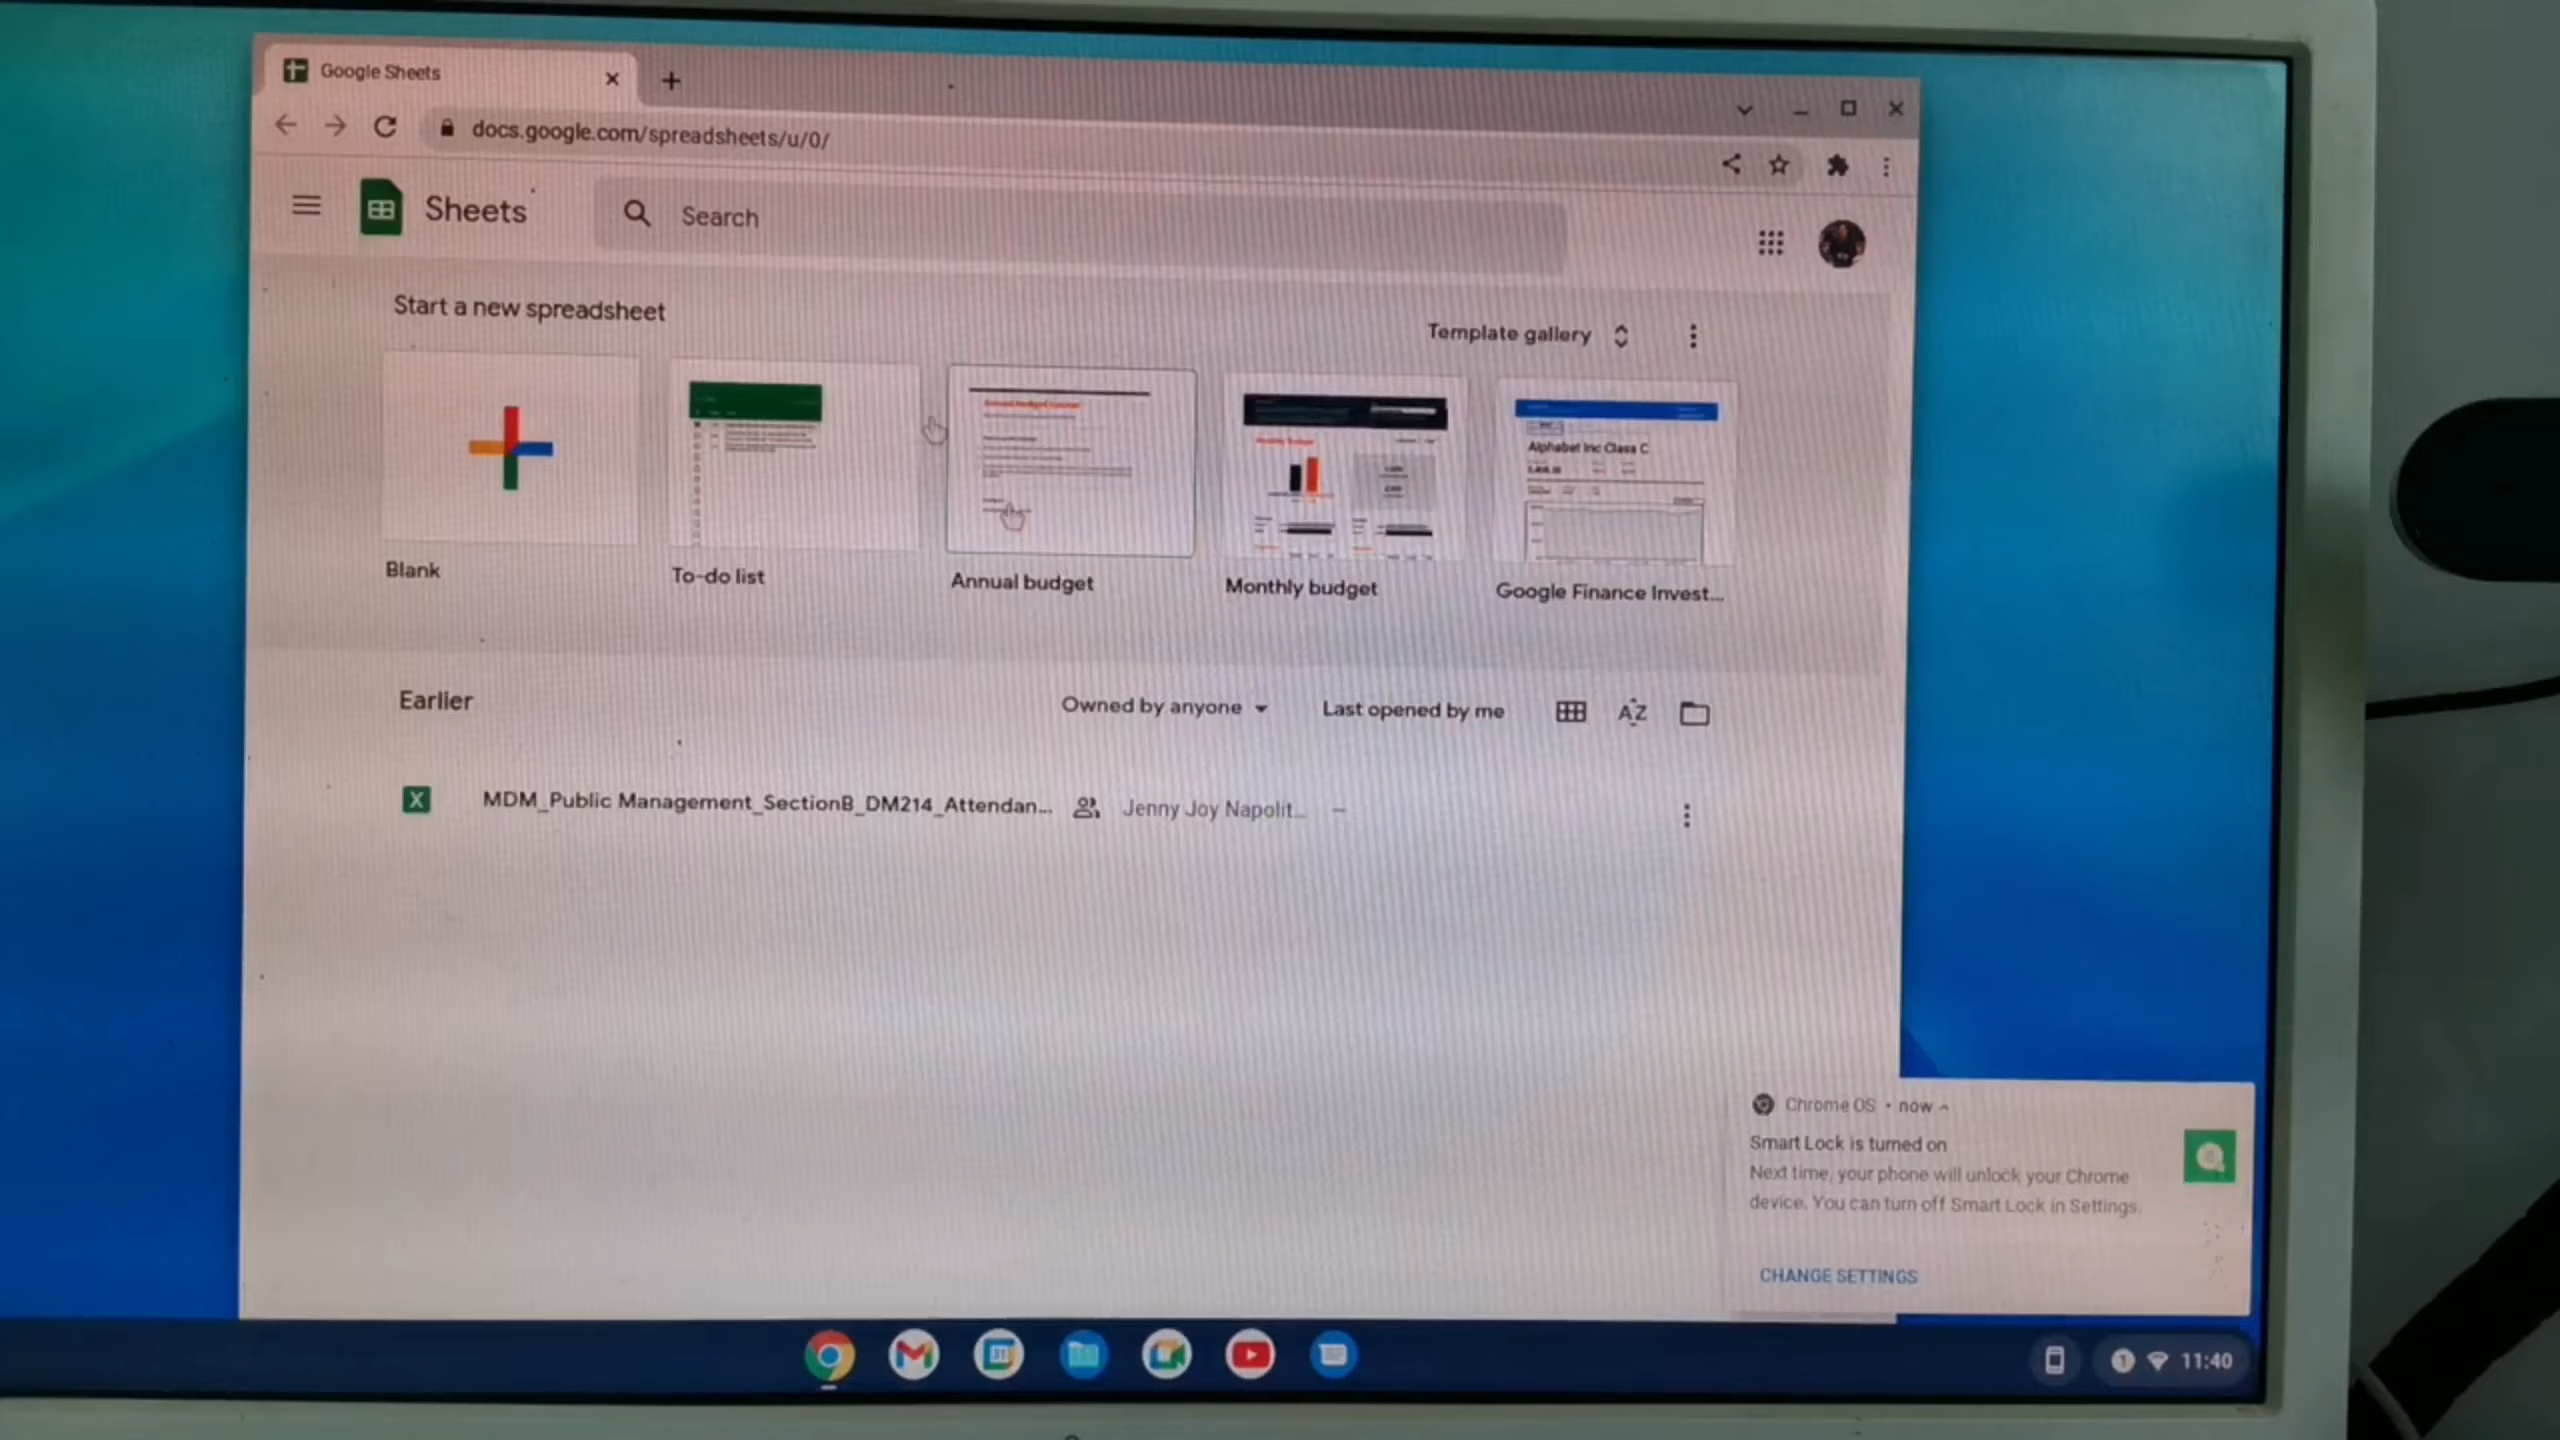 Google Sheets
docs.google.com/spreadsheets/u/0/
Sheets
Search
Start a new spreadsheet
Template gallery
Alphabet Inc Class C
Blank
To-do list
Annual budget
Monthly budget
Google Finance Invest...
Earlier
Owned by anyone
Last opened by me
AZ
X
MDM_Public Management_SectionB_DM214_Attendan...
Jenny Joy Napolit...
–
Chrome OS • now
Smart Lock is turned on
Next time, your phone will unlock your Chrome
device. You can turn off Smart Lock in Settings.
CHANGE SETTINGS
31
1
11:40